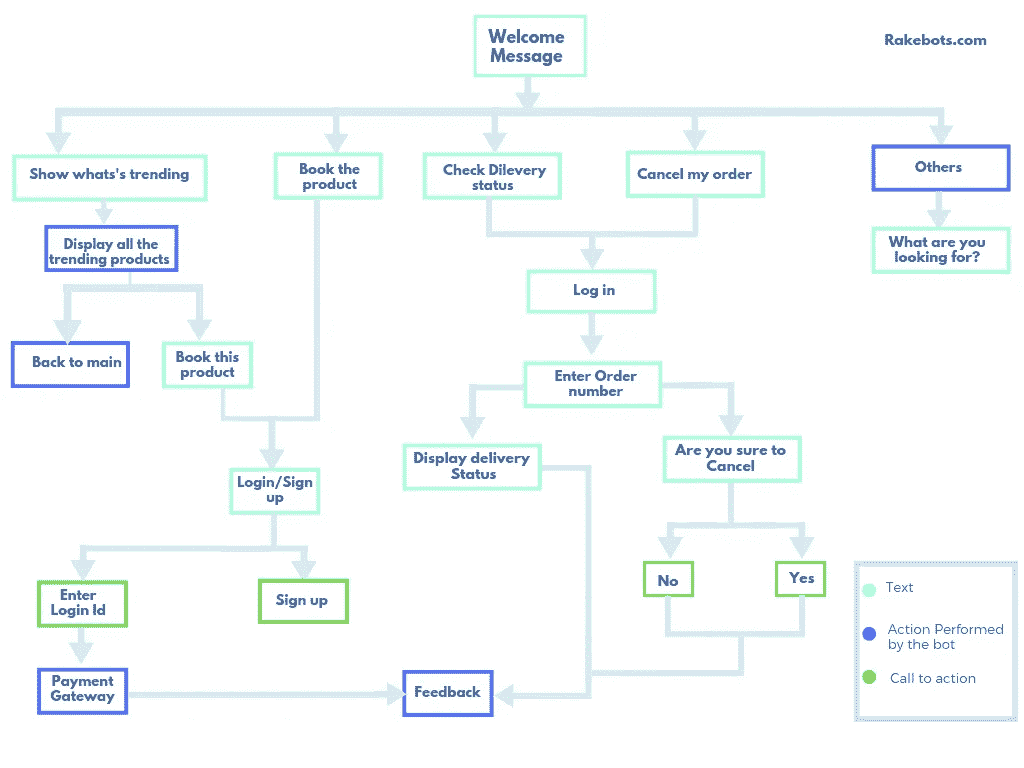 Welcome
Message
Rakebots.com
Show whats's trending
Book the
product
Check Dilevery
status
Cancel my order
Others
Display all the
trending products
What are you
looking for?
Log in
Back to main
Book this
product
Enter Order
number
Display delivery
Status
Are you sure to
Cancel
Login/Sign
up
Enter
Login Id
Sign up
No
Yes
Text
Action Performed
by the bot
Call to action
Payment
Gateway
Feedback